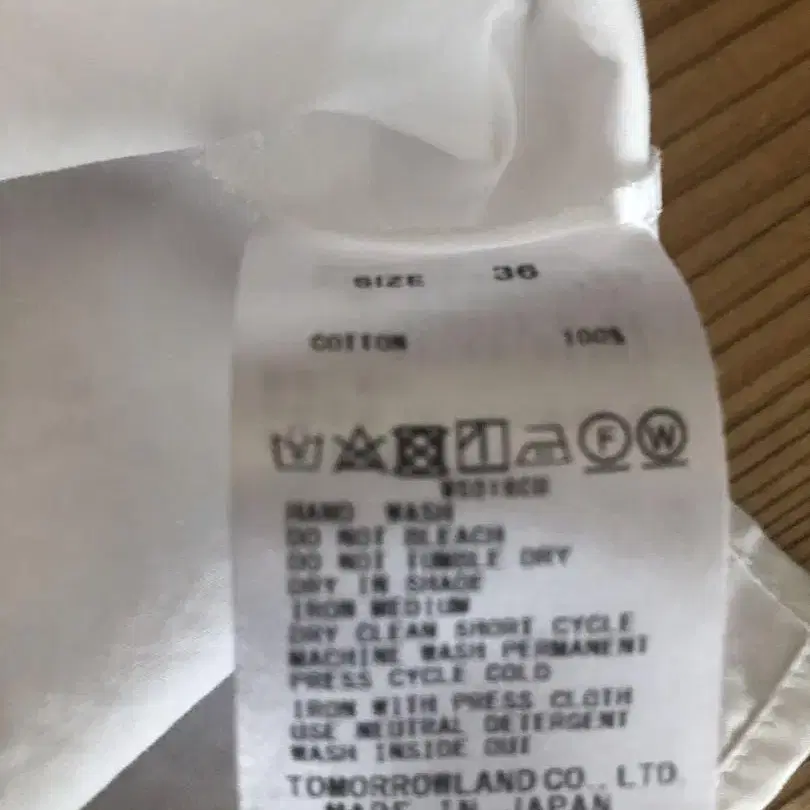 SIZE 36
COTTON 100%
F W
HAND WASH
DO NOT BLEACH
DO NOT TUMBLE DRY
DRY IN SHADE
IRON MEDIUM
DRY CLEAN SHORT CYCLE
MACHINE WASH PERMANENT
PRESS CYCLE COLD
IRON WITH PRESS CLOTH
USE NEUTRAL DETERGENT
WASH INSIDE OUT
TOMORROWLAND CO., LTD.
MADE IN JAPAN